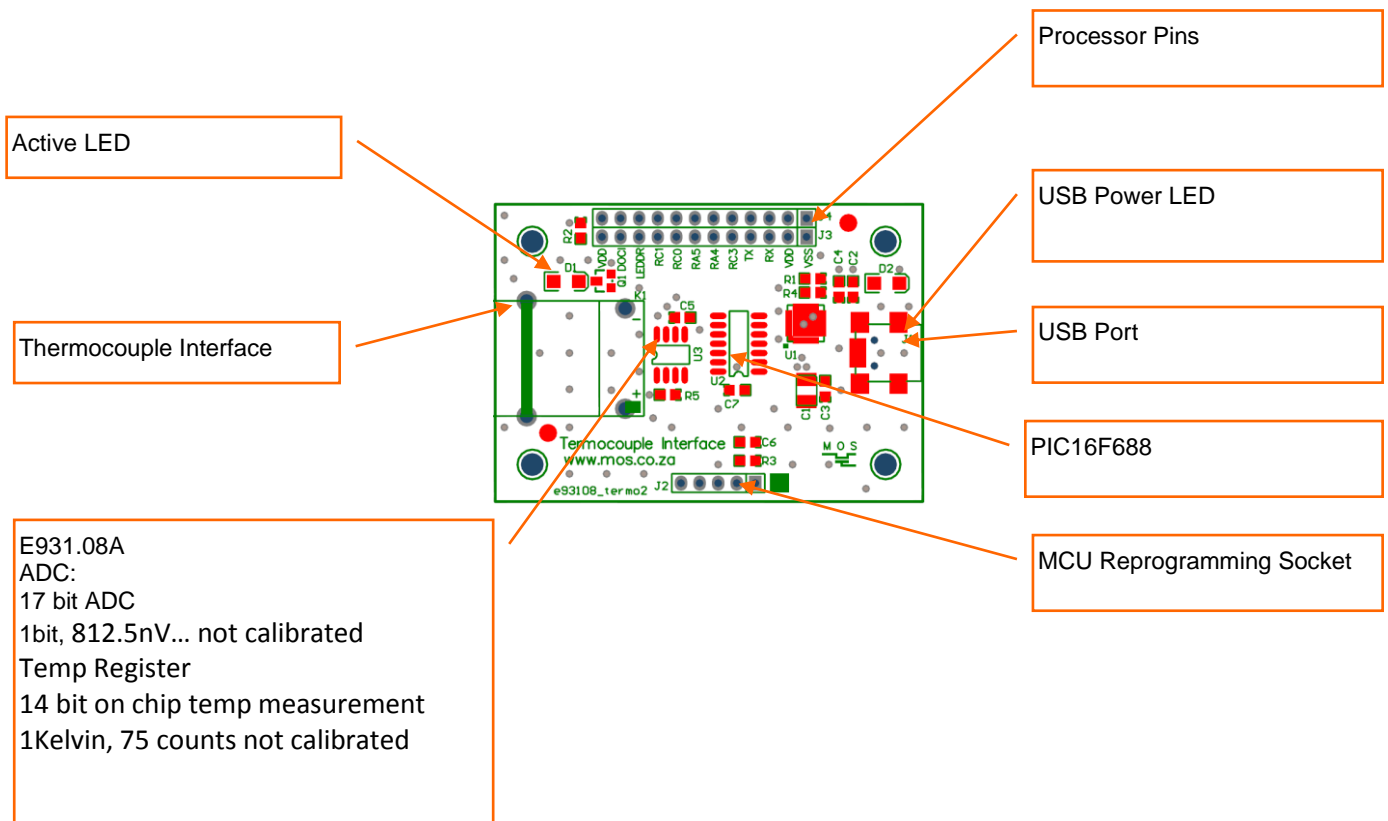 Processor Pins
Active LED
USB Power LED
Thermocouple Interface
USB Port
PIC16F688
MCU Reprogramming Socket
E931.08A
ADC:
17 bit ADC
1bit, 812.5nV... not calibrated
Temp Register
14 bit on chip temp measurement
1Kelvin, 75 counts not calibrated
R2
J3
VDD
DOCI
LEDDR
RC1
RC0
RA5
RA4
RC3
TX
RX
VDD
VSS
D1
Q1
K1
C5
R1
R4
C4
C2
D2
U3
U2
U1
R5
C7
C1
C3
-
+
Termocouple Interface
www.mos.co.za
C6
R3
M O S
e93108_termo2
J2